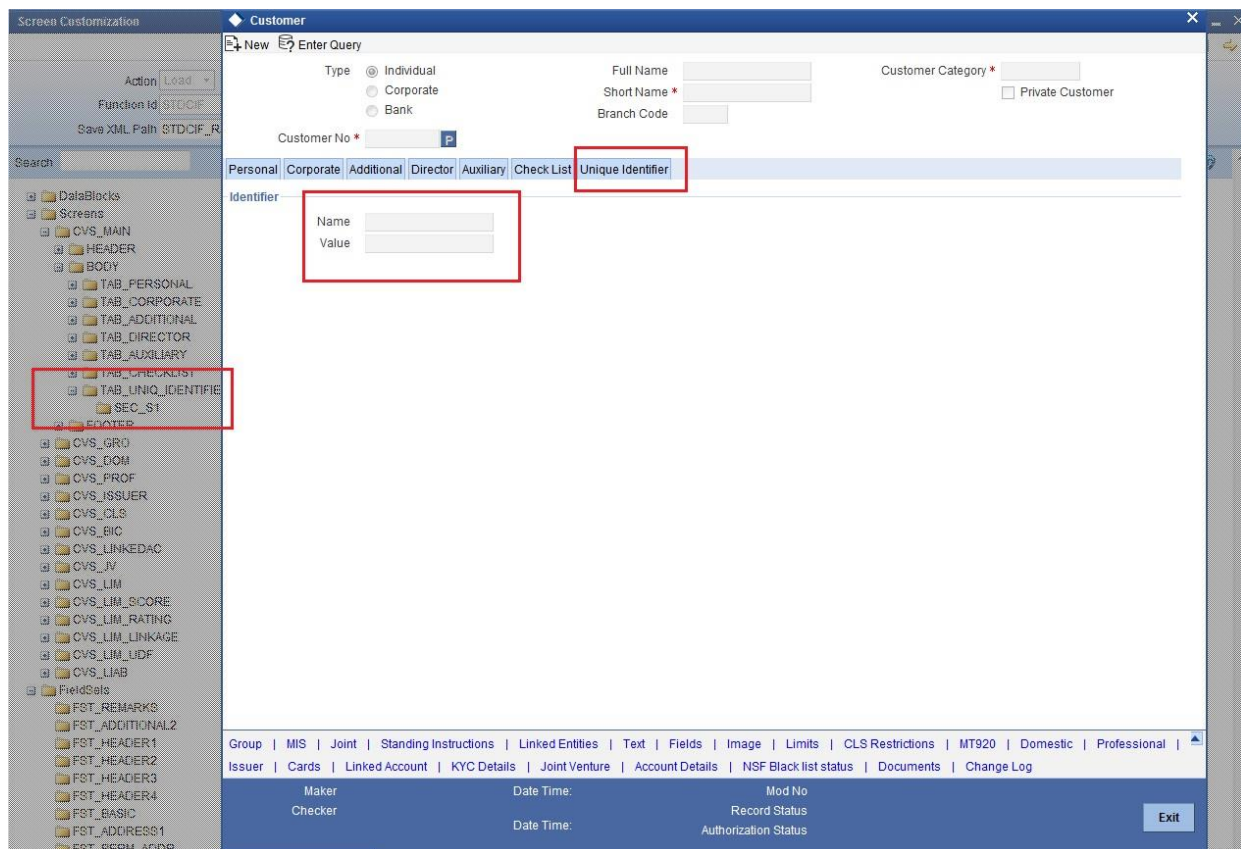 Screen Customization
Action Load
Function Id STDCIF
Save XML Path STDCIF_R
Search
DataBlocks
Screens
CVS_MAIN
HEADER
BODY
TAB_PERSONAL
TAB_CORPORATE
TAB_ADDITIONAL
TAB_DIRECTOR
TAB_AUXILIARY
TAB_CHECKLIST
TAB_UNIQ_IDENTIFIE
SEC_S1
FOOTER
CVS_GRO
CVS_DOM
CVS_PROF
CVS_ISSUER
CVS_CLS
CVS_BIC
CVS_LINKEDAC
CVS_JV
CVS_LIM
CVS_LIM_SCORE
CVS_LIM_RATING
CVS_LIM_LINKAGE
CVS_LIM_UDF
CVS_LIAB
FieldSets
FST_REMARKS
FST_ADDITIONAL2
FST_HEADER1
FST_HEADER2
FST_HEADER3
FST_HEADER4
FST_BASIC
FST_ADDRESS1
FST_PERM_ADDR
Customer
New Enter Query
Type Individual Full Name Customer Category *
Corporate Short Name * Private Customer
Bank Branch Code
Customer No * P
Personal Corporate Additional Director Auxiliary Check List Unique Identifier
Identifier
Name
Value
Group | MIS | Joint | Standing Instructions | Linked Entities | Text | Fields | Image | Limits | CLS Restrictions | MT920 | Domestic | Professional |
Issuer | Cards | Linked Account | KYC Details | Joint Venture | Account Details | NSF Black list status | Documents | Change Log
Maker Date Time: Mod No
Checker Record Status
Date Time: Authorization Status
Exit